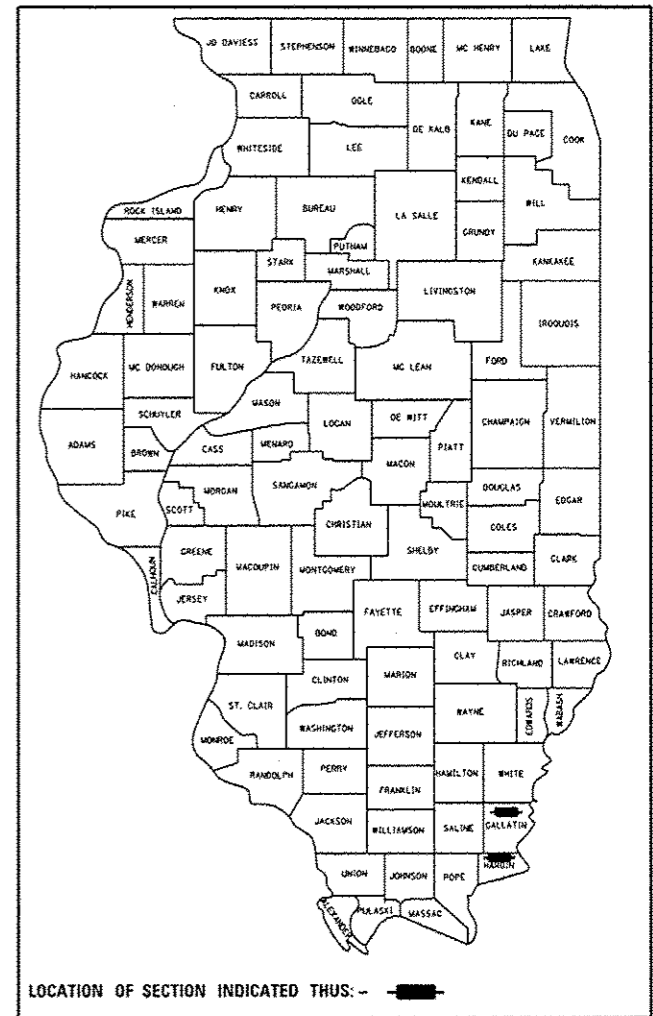 JO DAVIESS STEPHENSON WINNEBAGO BOONE MC HENRY LAKE
CARROLL OGLE DE KALB KANE DU PAGE COOK
WHITESIDE LEE KENDALL WILL
ROCK ISLAND HENRY BUREAU LA SALLE GRUNDY
MERCER PUTNAM KANKAKEE
STARK MARSHALL
HENDERSON WARREN KNOX PEORIA WOODFORD LIVINGSTON IROQUOIS
HANCOCK MC DONOUGH FULTON TAZEWELL MC LEAN FORD
SCHUYLER MASON LOGAN DE WITT CHAMPAIGN VERMILION
ADAMS BROWN CASS MENARD MACON PIATT
PIKE SCOTT MORGAN SANGAMON CHRISTIAN MOULTRIE DOUGLAS EDGAR
COLES
CALHOUN GREENE MACOUPIN MONTGOMERY SHELBY CUMBERLAND CLARK
JERSEY FAYETTE EFFINGHAM JASPER CRAWFORD
MADISON BOND CLAY RICHLAND LAWRENCE
CLINTON MARION
ST. CLAIR WASHINGTON JEFFERSON WAYNE EDWARDS WABASH
MONROE
RANDOLPH PERRY FRANKLIN HAMILTON WHITE
JACKSON WILLIAMSON SALINE GALLATIN
UNION JOHNSON POPE HARDIN
ALEXANDER PULASKI MASSAC
LOCATION OF SECTION INDICATED THUS: -